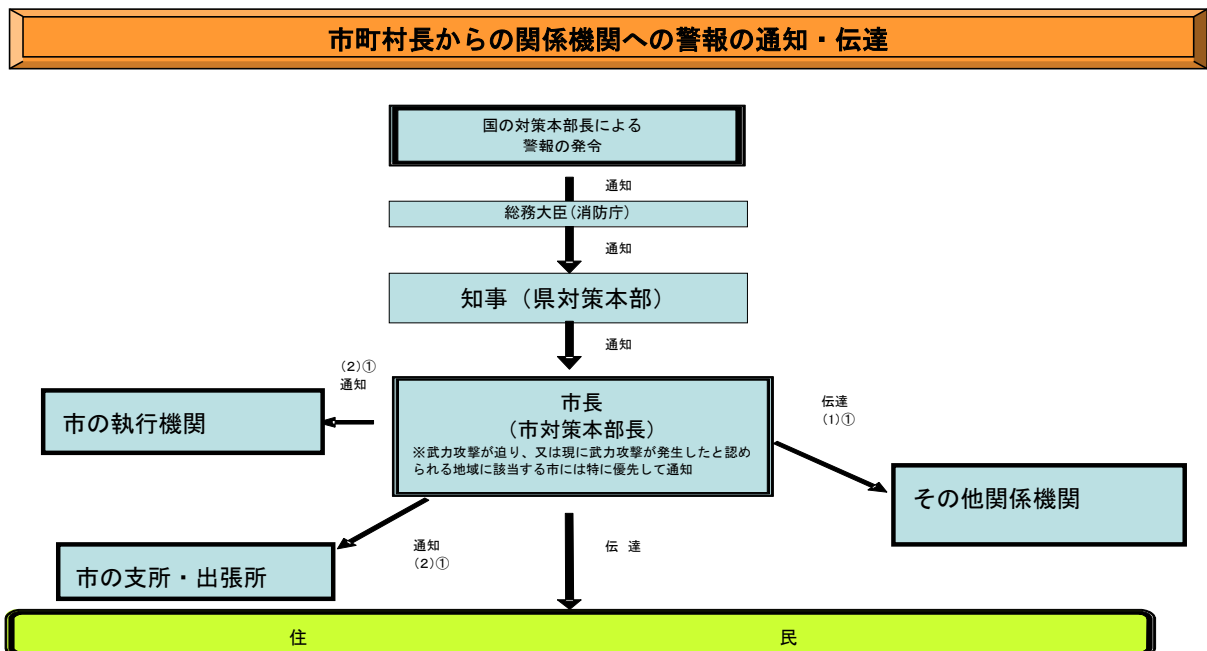 市町村長からの関係機関への警報の通知・伝達
国の対策本部長による
警報の発令
通知
総務大臣(消防庁)
通知
知事(県対策本部)
通知
(2)①
通知
市の執行機関
市長
(市対策本部長)
※武力攻撃が迫り、又は現に武力攻撃が発生したと認め
られる地域に該当する市には特に優先して通知
伝達
(1)①
その他関係機関
通知
(2)①
伝 達
市の支所・出張所
住 民